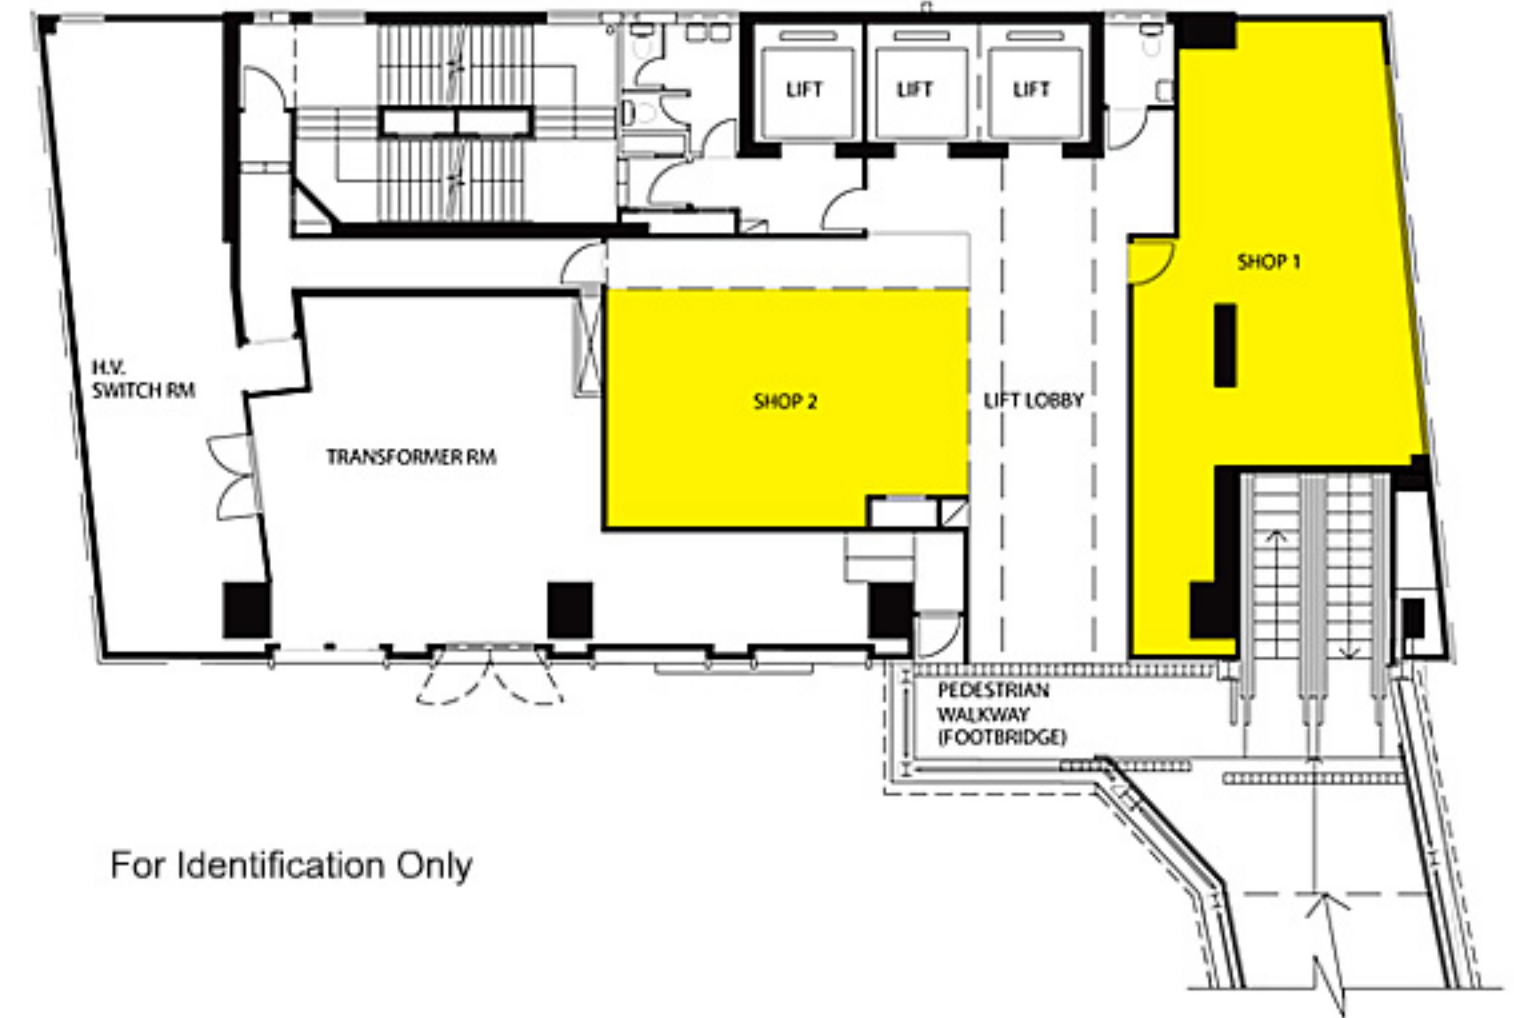 LIFT
LIFT
LIFT
SHOP 1
H.V.
SWITCH RM
SHOP 2
LIFT LOBBY
TRANSFORMER RM
PEDESTRIAN
WALKWAY
(FOOTBRIDGE)
For Identification Only